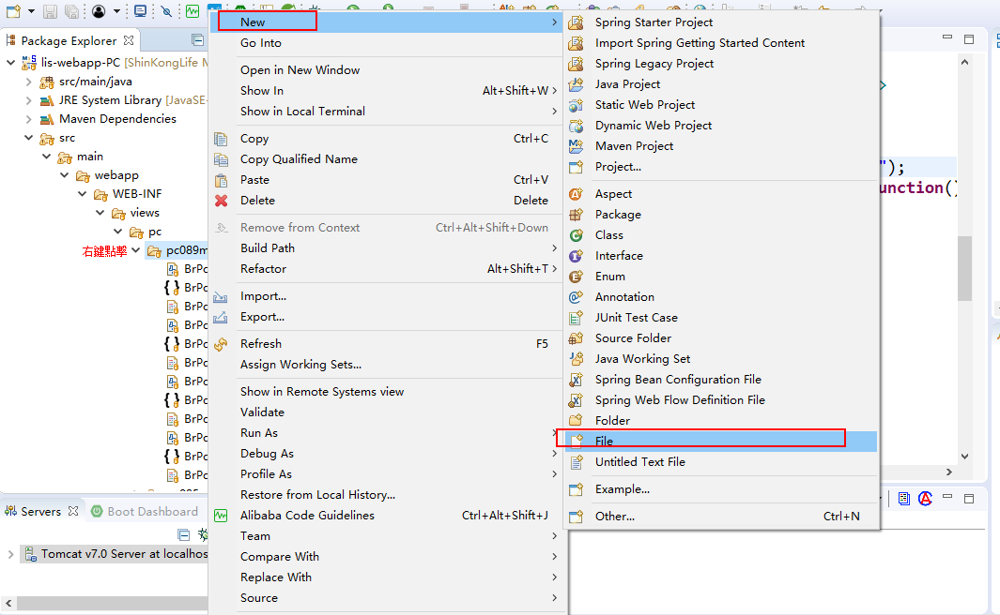 Package Explorer
lis-webapp-PC [ShinKongLife M
src/main/java
JRE System Library [JavaSE-
Maven Dependencies
src
main
webapp
WEB-INF
views
pc
右鍵點擊
pc089m
BrPc
{ } BrPc
BrPc
BrPc
{ } BrPc
BrPc
BrPc
{ } BrPc
BrPc
BrPc
{ } BrPc
BrPc
Servers
Boot Dashboard
Tomcat v7.0 Server at localhos
New
Go Into
Open in New Window
Show In Alt+Shift+W
Show in Local Terminal
Copy Ctrl+C
Copy Qualified Name
Paste Ctrl+V
Delete Delete
Remove from Context Ctrl+Alt+Shift+Down
Build Path
Refactor Alt+Shift+T
Import...
Export...
Refresh F5
Assign Working Sets...
Show in Remote Systems view
Validate
Run As
Debug As
Profile As
Restore from Local History...
Alibaba Code Guidelines Ctrl+Alt+Shift+J
Team
Compare With
Replace With
Source
Spring Starter Project
Import Spring Getting Started Content
Spring Legacy Project
Java Project
Static Web Project
Dynamic Web Project
Maven Project
Project...
Aspect
Package
Class
Interface
Enum
Annotation
JUnit Test Case
Source Folder
Java Working Set
Spring Bean Configuration File
Spring Web Flow Definition File
Folder
File
Untitled Text File
Example...
Other... Ctrl+N
>
");
unction()